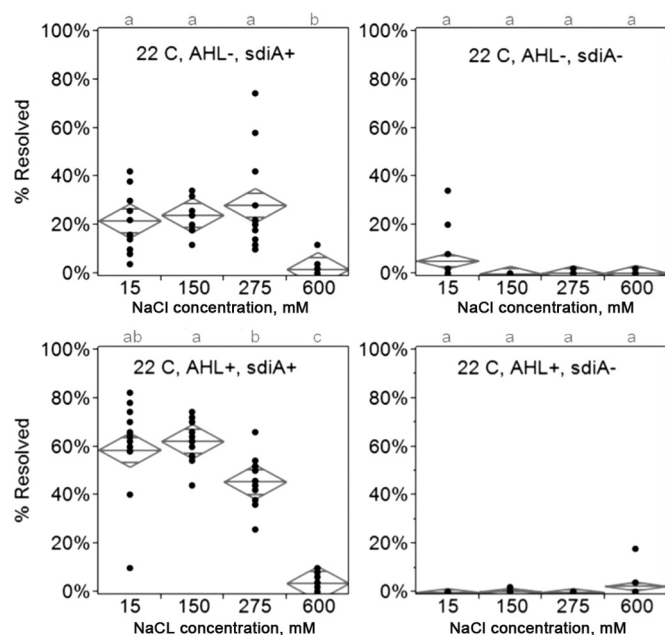 a a a b
a a a a
22 C, AHL-, sdiA+
22 C, AHL-, sdiA-
% Resolved
100%
80%
60%
40%
20%
0%
100%
80%
60%
40%
20%
0%
15 150 275 600
NaCl concentration, mM
15 150 275 600
NaCl concentration, mM
ab a b c
a a a a
22 C, AHL+, sdiA+
22 C, AHL+, sdiA-
% Resolved
100%
80%
60%
40%
20%
0%
100%
80%
60%
40%
20%
0%
15 150 275 600
NaCL concentration, mM
15 150 275 600
NaCl concentration, mM